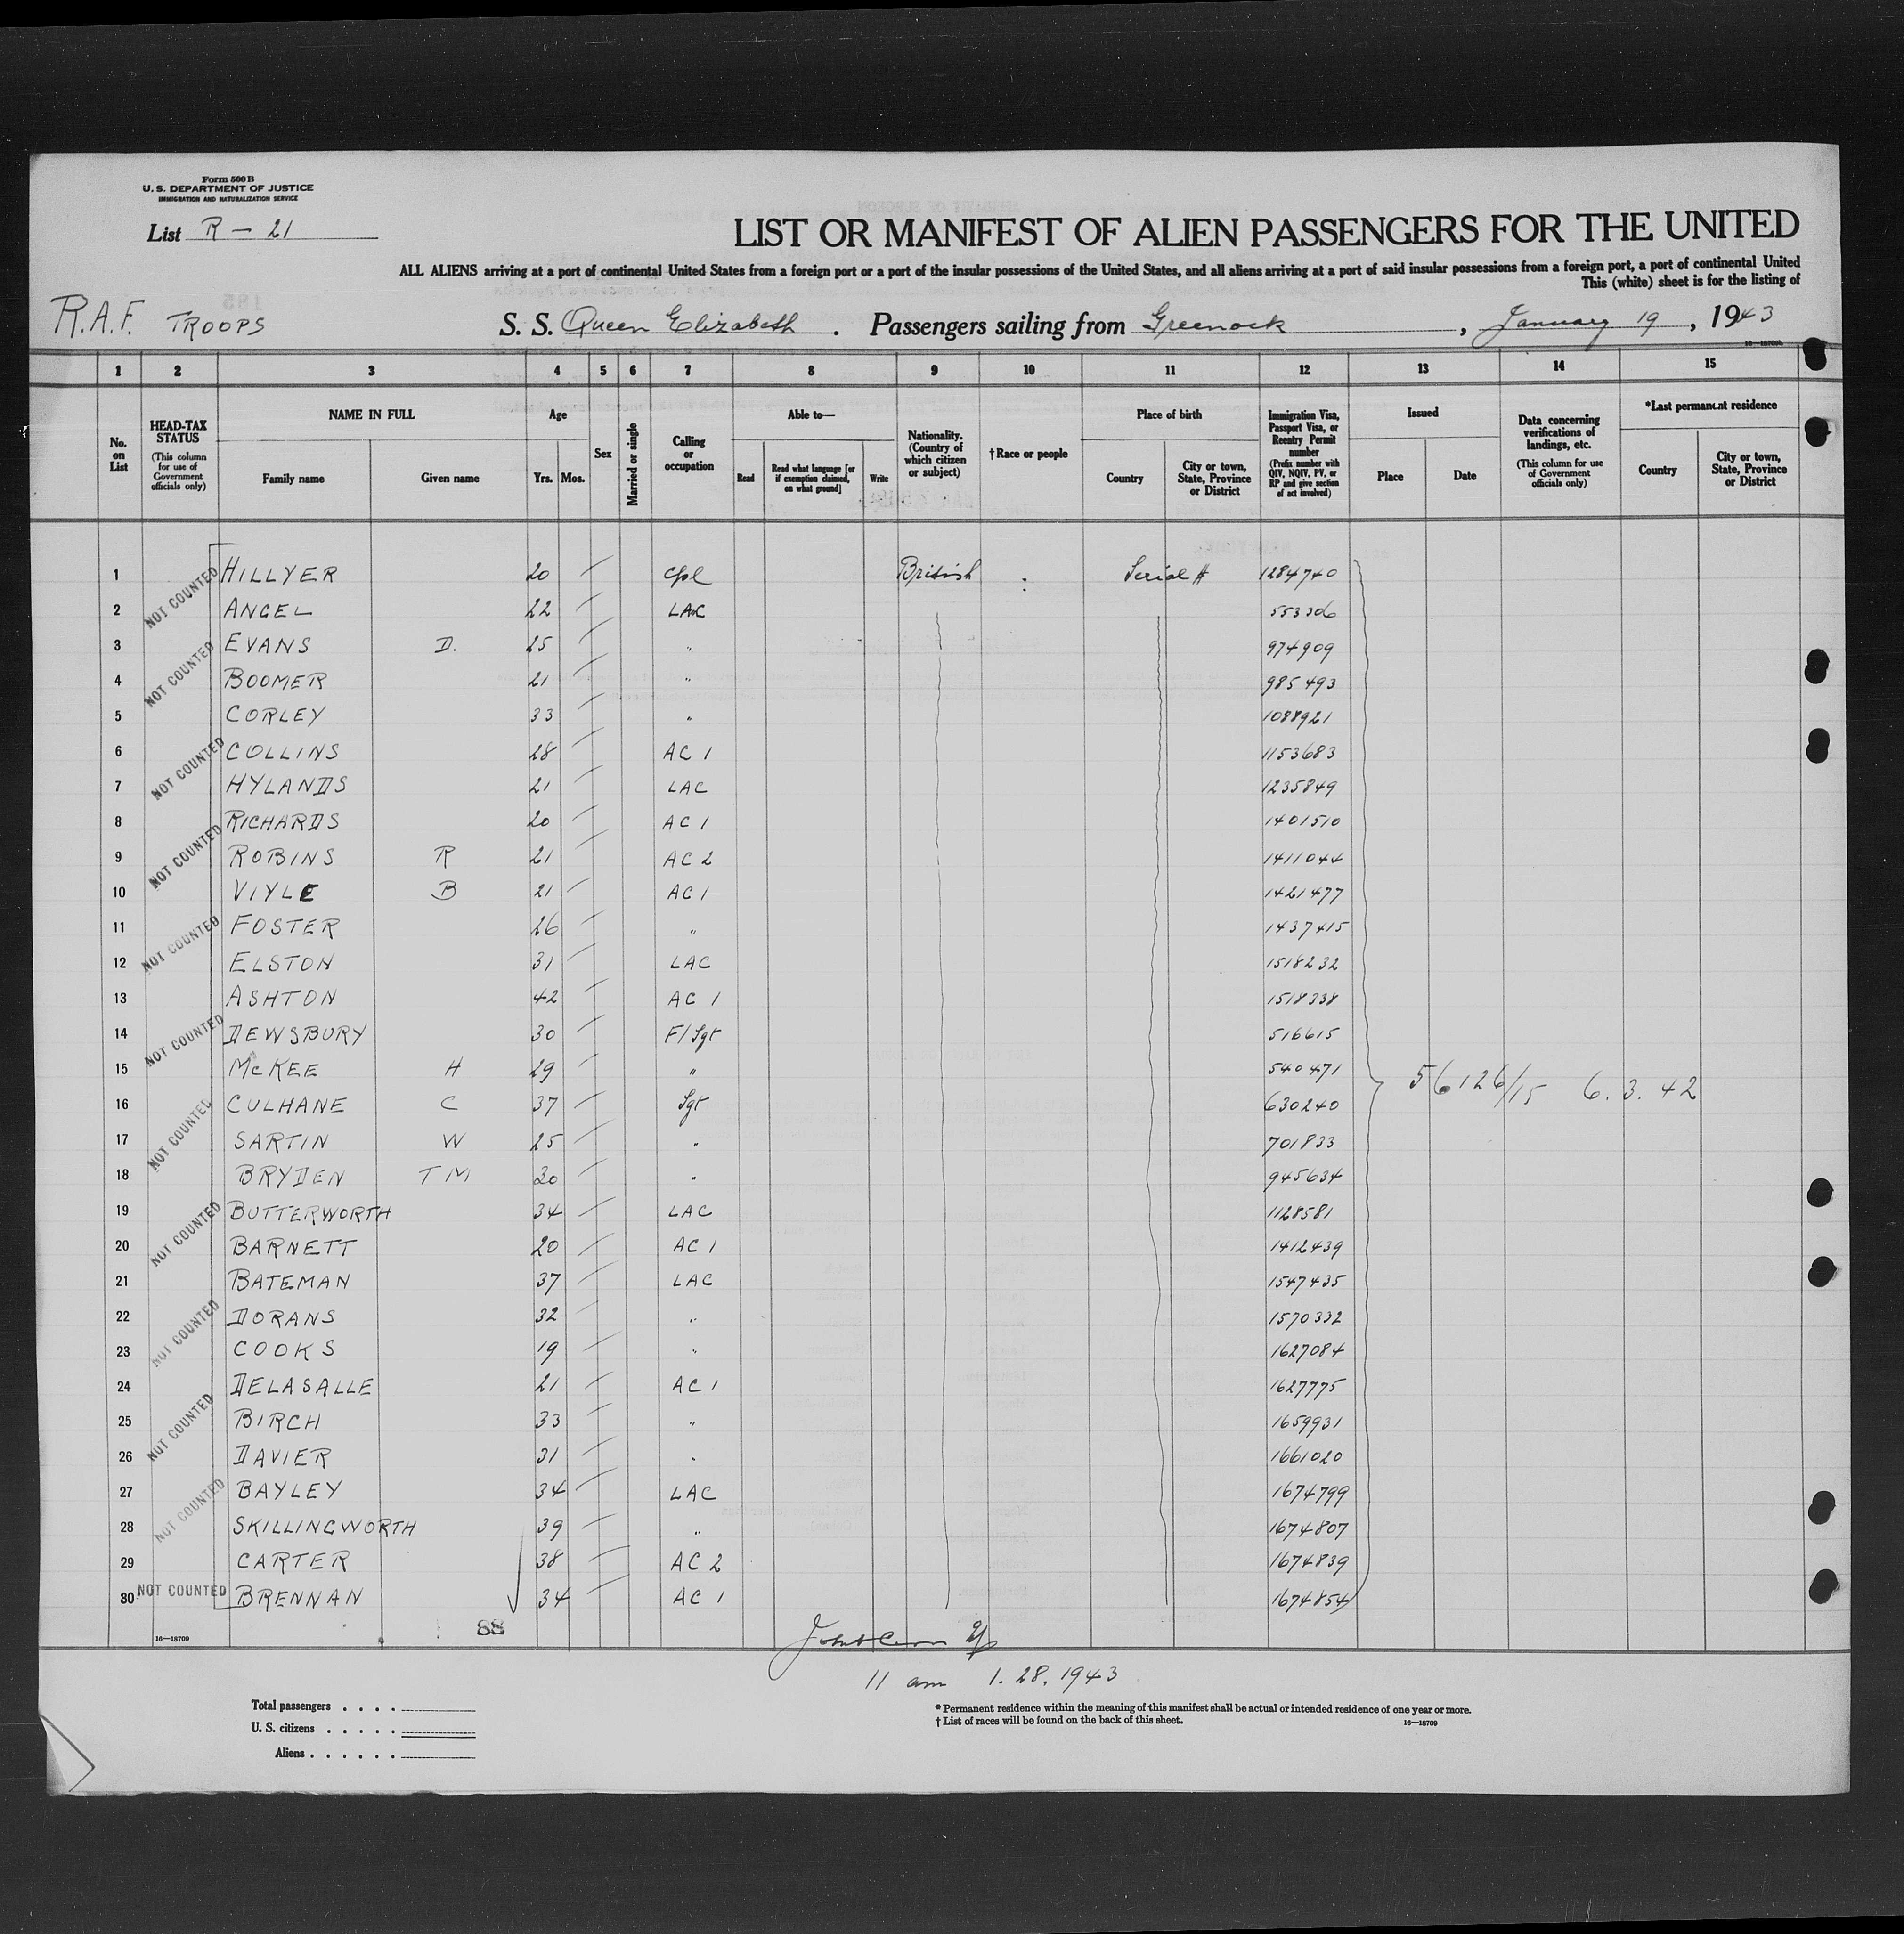 Form 500 B
U. S. DEPARTMENT OF JUSTICE
IMMIGRATION AND NATURALIZATION SERVICE
List R - 21
LIST OR MANIFEST OF ALIEN PASSENGERS FOR THE UNITED
ALL ALIENS arriving at a port of continental United States from a foreign port or a port of the insular possessions of the United States, and all aliens arriving at a port of said insular possessions from a foreign port, a port of continental United
This (white) sheet is for the listing of
R.A.F. TROOPS S. S. Queen Elizabeth . Passengers sailing from Greenock , January 19 , 1943
1 2 3 4 5 6 7 8 9 10 11 12 13 14 15
No. on List
HEAD-TAX STATUS (This column for use of Government officials only)
NAME IN FULL
Family name Given name
Age
Yrs. Mos.
Sex
Married or single
Calling or occupation
Able to—
Read Read what language [or if exemption claimed, on what ground] Write
Nationality. (Country of which citizen or subject)
†Race or people
Place of birth
Country City or town, State, Province or District
Immigration Visa, Passport Visa, or Reentry Permit number (Prefix number with QIV, NQIV, PV, or RP and give section of act involved)
Issued
Place Date
Data concerning verifications of landings, etc. (This column for use of Government officials only)
*Last permanent residence
Country City or town, State, Province or District
1 HILLYER 20 Cpl British Serial # 1284740
2 ANGEL 22 LAC 553306
3 EVANS D. 25 " 974909
4 BOOMER 21 " 985493
5 CORLEY 33 " 1088921
6 COLLINS 28 AC 1 1153683
7 HYLANDS 21 LAC 1235849
8 RICHARDS 20 AC 1 1401510
9 ROBINS R 21 AC 2 1411044
10 VIYLE B 21 AC 1 1421477
11 FOSTER 26 " 1437415
12 ELSTON 31 LAC 1518232
13 ASHTON 42 AC 1 1518338
14 DEWSBURY 30 F/Sgt 516615
15 McKEE H 29 " 540471
56126/15 6. 3. 42
16 CULHANE C 37 Sgt 630240
17 SARTIN W 25 " 701833
18 BRYDEN T M 30 " 945634
19 BUTTERWORTH 34 LAC 1128581
20 BARNETT 20 AC 1 1412439
21 BATEMAN 37 LAC 1547435
22 DORANS 32 " 1570332
23 COOKS 19 " 1627084
24 DELASALLE 21 AC 1 1627775
25 BIRCH 33 " 1659931
26 DAVIER 31 " 1661020
27 BAYLEY 34 LAC 1674799
28 SKILLINGWORTH 39 " 1674807
29 CARTER 38 AC 2 1674839
30 BRENNAN 34 AC 1 1674854
NOT COUNTED
NOT COUNTED
NOT COUNTED
NOT COUNTED
NOT COUNTED
NOT COUNTED
NOT COUNTED
NOT COUNTED
NOT COUNTED
NOT COUNTED
NOT COUNTED
NOT COUNTED
88
16—18709
11 am 1. 28. 1943
Total passengers . . . .
U. S. citizens . . . . .
Aliens . . . . . .
* Permanent residence within the meaning of this manifest shall be actual or intended residence of one year or more.
† List of races will be found on the back of this sheet.
16—18709